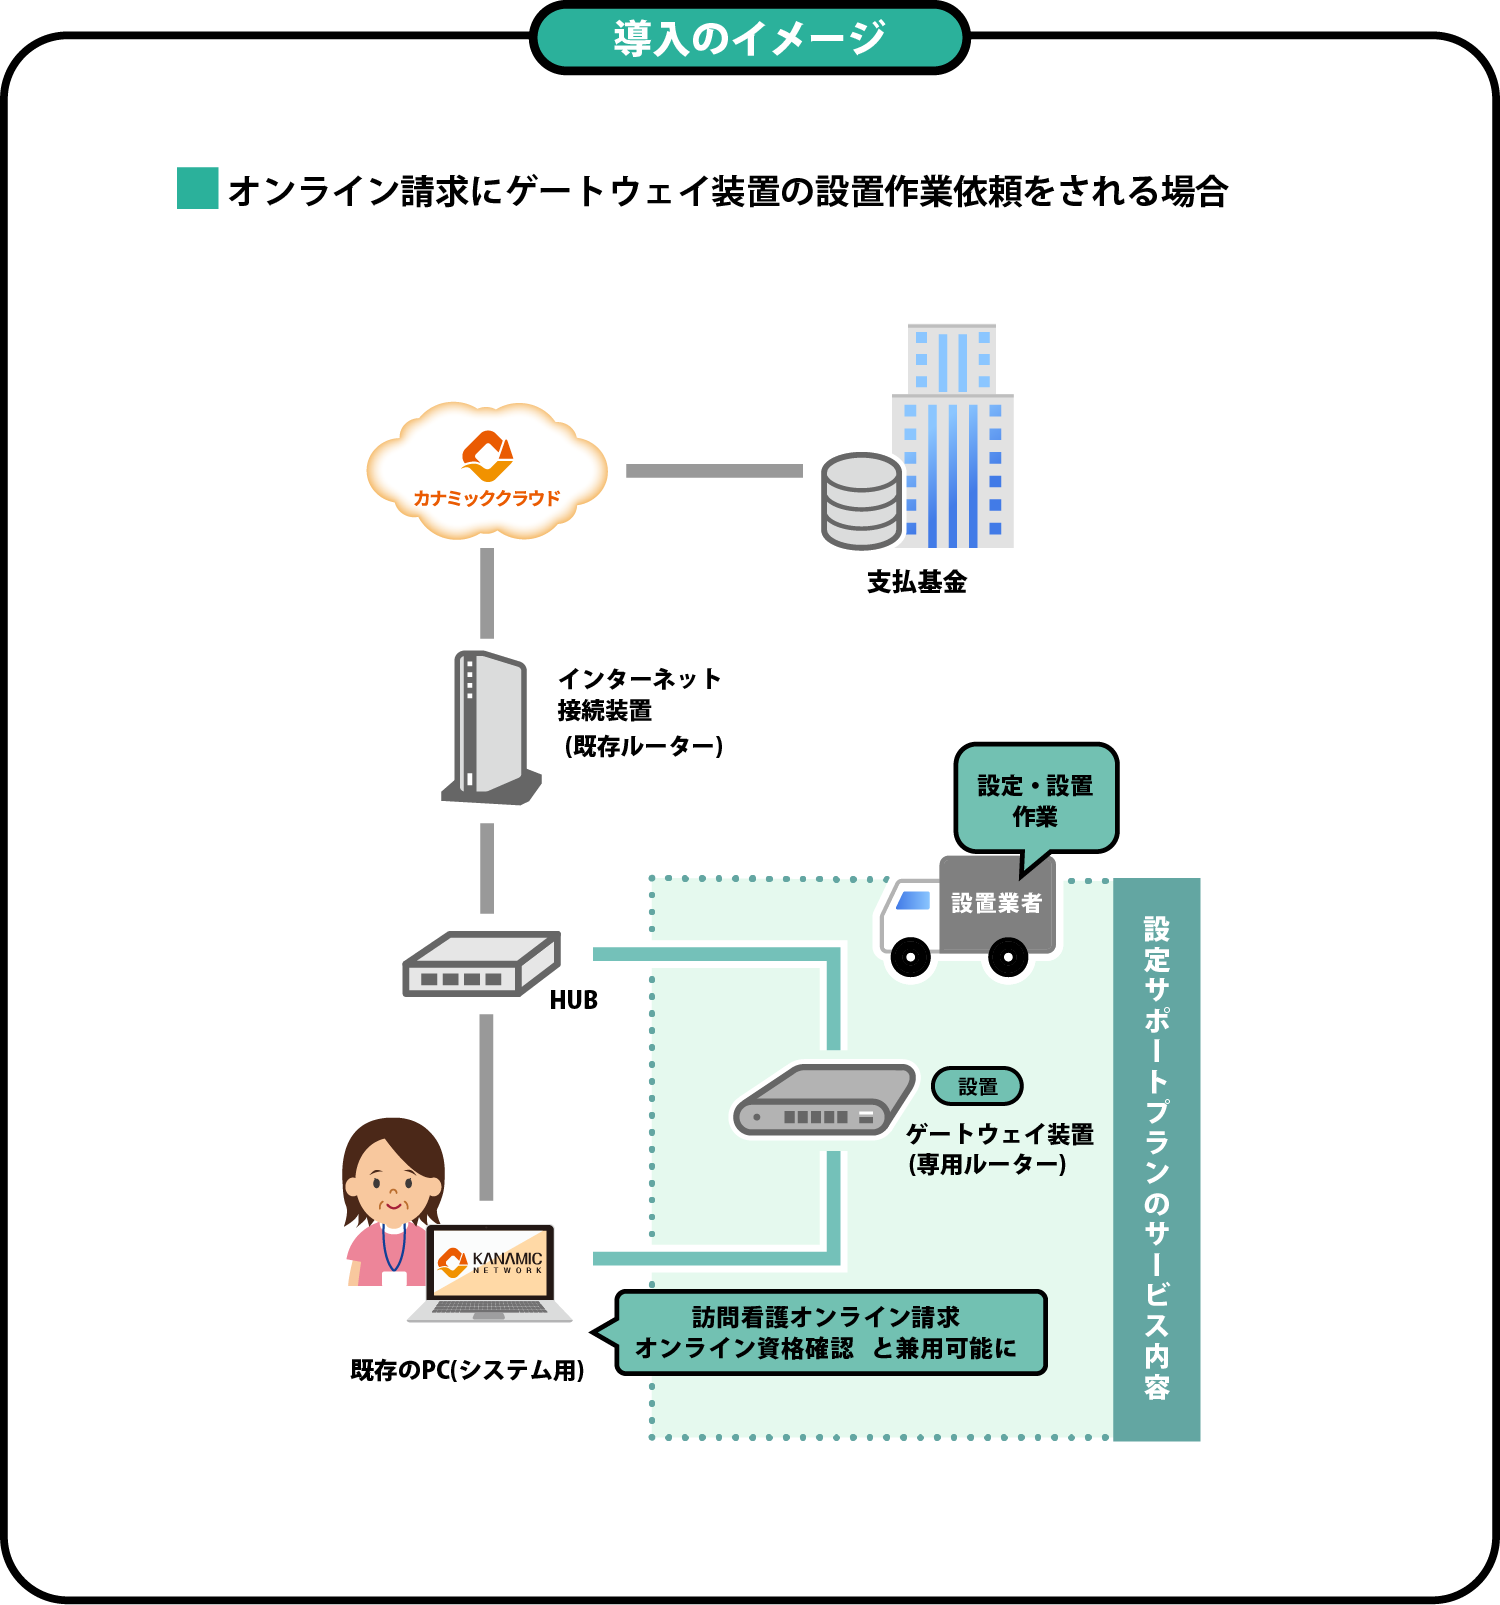 導入のイメージ
オンライン請求にゲートウェイ装置の設置作業依頼をされる場合
カナミッククラウド
支払基金
インターネット
接続装置
(既存ルーター)
設定・設置
作業
設置業者
HUB
設置
ゲートウェイ装置
(専用ルーター)
KANAMIC
NETWORK
訪問看護オンライン請求
オンライン資格確認 と兼用可能に
既存のPC(システム用)
設定サポートプランのサービス内容